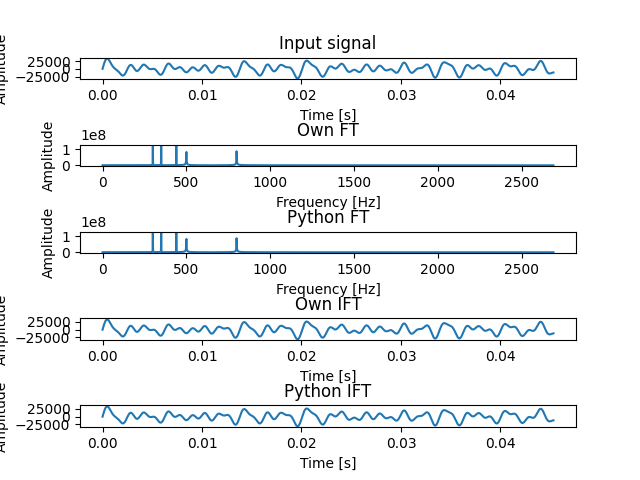 Input signal
Amplitude
25000
0
−25000
0.00 0.01 0.02 0.03 0.04
Time [s]
Own FT
1e8
Amplitude
1
0
0 500 1000 1500 2000 2500
Frequency [Hz]
Python FT
1e8
Amplitude
1
0
0 500 1000 1500 2000 2500
Frequency [Hz]
Own IFT
Amplitude
25000
0
−25000
0.00 0.01 0.02 0.03 0.04
Time [s]
Python IFT
Amplitude
25000
0
−25000
0.00 0.01 0.02 0.03 0.04
Time [s]